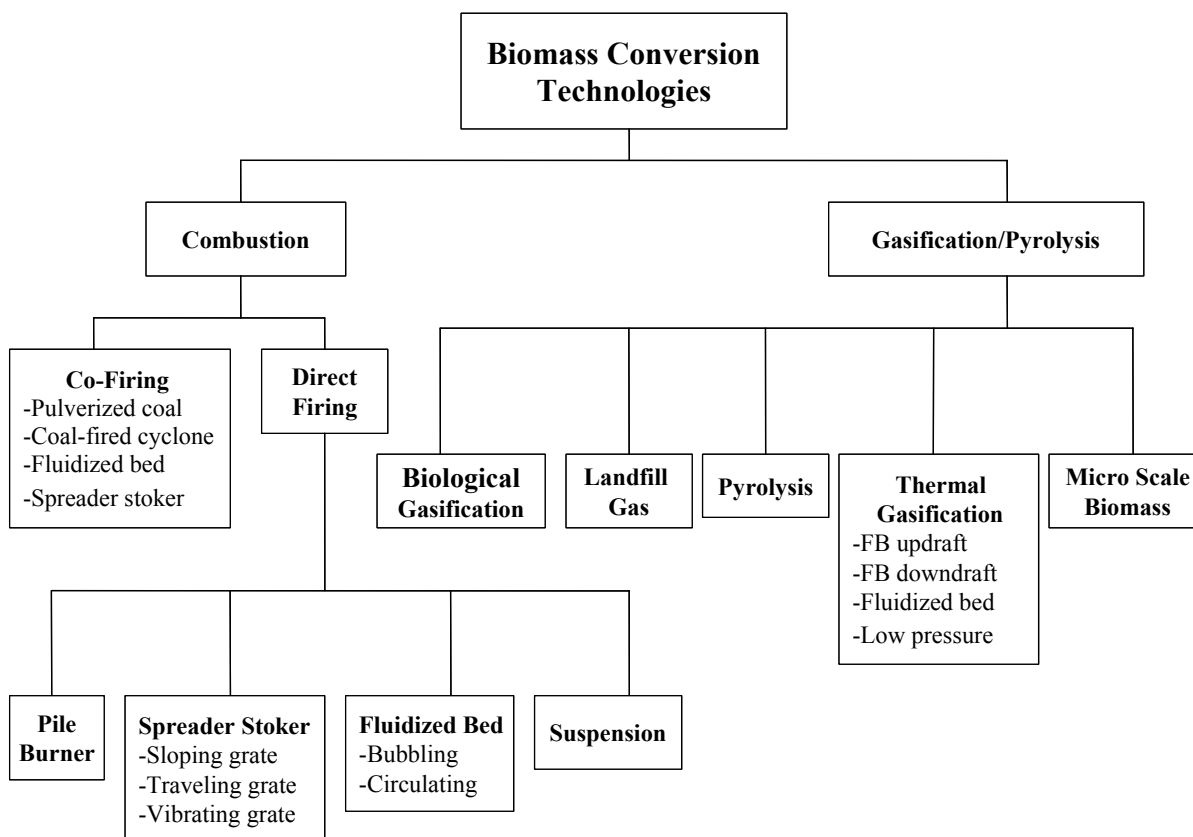 Biomass Conversion
Technologies
Combustion
Gasification/Pyrolysis
Co-Firing
-Pulverized coal
-Coal-fired cyclone
-Fluidized bed
-Spreader stoker
Direct
Firing
Biological
Gasification
Landfill
Gas
Pyrolysis
Thermal
Gasification
-FB updraft
-FB downdraft
-Fluidized bed
-Low pressure
Micro Scale
Biomass
Pile
Burner
Spreader Stoker
-Sloping grate
-Traveling grate
-Vibrating grate
Fluidized Bed
-Bubbling
-Circulating
Suspension